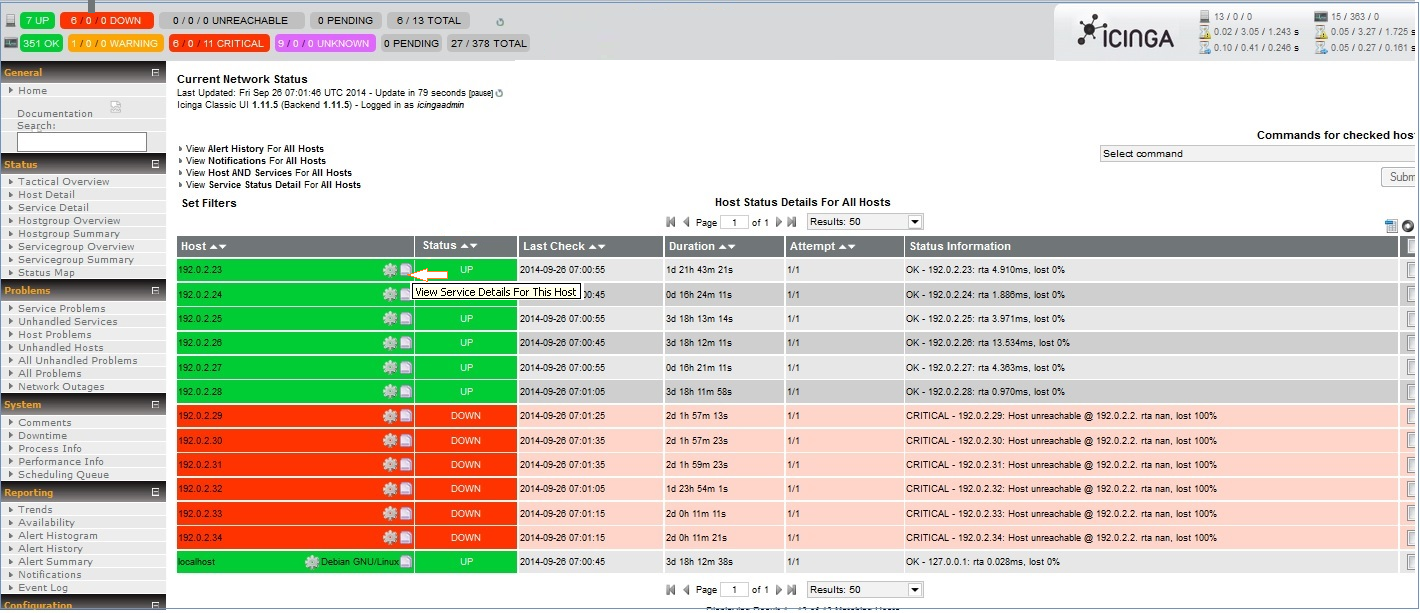 7 UP 6 / 0 / 0 DOWN 0 / 0 / 0 UNREACHABLE 0 PENDING 6 / 13 TOTAL
351 OK 1 / 0 / 0 WARNING 6 / 0 / 11 CRITICAL 9 / 0 / 0 UNKNOWN 0 PENDING 27 / 378 TOTAL
ICINGA
13 / 0 / 0 15 / 363 / 0
0.02 / 3.05 / 1.243 s 0.05 / 3.27 / 1.725 s
0.10 / 0.41 / 0.246 s 0.05 / 0.27 / 0.161 s
General
Home
Documentation
Search:
Status
Tactical Overview
Host Detail
Service Detail
Hostgroup Overview
Hostgroup Summary
Servicegroup Overview
Servicegroup Summary
Status Map
Problems
Service Problems
Unhandled Services
Host Problems
Unhandled Hosts
All Unhandled Problems
All Problems
Network Outages
System
Comments
Downtime
Process Info
Performance Info
Scheduling Queue
Reporting
Trends
Availability
Alert Histogram
Alert History
Alert Summary
Notifications
Event Log
Configuration
Current Network Status
Last Updated: Fri Sep 26 07:01:46 UTC 2014 - Update in 79 seconds [pause]
Icinga Classic UI 1.11.5 (Backend 1.11.5) - Logged in as icingaadmin
View Alert History For All Hosts
View Notifications For All Hosts
View Host AND Services For All Hosts
View Service Status Detail For All Hosts
Commands for checked hos
Select command
Subm
Set Filters
Host Status Details For All Hosts
Page 1 of 1 Results: 50
Host Status Last Check Duration Attempt Status Information
192.0.2.23 UP 2014-09-26 07:00:55 1d 21h 43m 21s 1/1 OK - 192.0.2.23: rta 4.910ms, lost 0%
View Service Details For This Host
192.0.2.24 :00:45 0d 16h 24m 11s 1/1 OK - 192.0.2.24: rta 1.886ms, lost 0%
192.0.2.25 UP 2014-09-26 07:00:55 3d 18h 13m 14s 1/1 OK - 192.0.2.25: rta 3.971ms, lost 0%
192.0.2.26 UP 2014-09-26 07:00:45 3d 18h 12m 11s 1/1 OK - 192.0.2.26: rta 13.534ms, lost 0%
192.0.2.27 UP 2014-09-26 07:00:55 0d 16h 21m 11s 1/1 OK - 192.0.2.27: rta 4.363ms, lost 0%
192.0.2.28 UP 2014-09-26 07:01:05 3d 18h 11m 58s 1/1 OK - 192.0.2.28: rta 0.970ms, lost 0%
192.0.2.29 DOWN 2014-09-26 07:01:25 2d 1h 57m 13s 1/1 CRITICAL - 192.0.2.29: Host unreachable @ 192.0.2.2. rta nan, lost 100%
192.0.2.30 DOWN 2014-09-26 07:01:35 2d 1h 57m 23s 1/1 CRITICAL - 192.0.2.30: Host unreachable @ 192.0.2.2. rta nan, lost 100%
192.0.2.31 DOWN 2014-09-26 07:01:35 2d 1h 59m 23s 1/1 CRITICAL - 192.0.2.31: Host unreachable @ 192.0.2.2. rta nan, lost 100%
192.0.2.32 DOWN 2014-09-26 07:01:05 1d 23h 54m 1s 1/1 CRITICAL - 192.0.2.32: Host unreachable @ 192.0.2.2. rta nan, lost 100%
192.0.2.33 DOWN 2014-09-26 07:01:15 2d 0h 11m 11s 1/1 CRITICAL - 192.0.2.33: Host unreachable @ 192.0.2.2. rta nan, lost 100%
192.0.2.34 DOWN 2014-09-26 07:01:15 2d 0h 11m 21s 1/1 CRITICAL - 192.0.2.34: Host unreachable @ 192.0.2.2. rta nan, lost 100%
localhost Debian GNU/Linux UP 2014-09-26 07:00:45 3d 18h 12m 38s 1/1 OK - 127.0.0.1: rta 0.028ms, lost 0%
Page 1 of 1 Results: 50